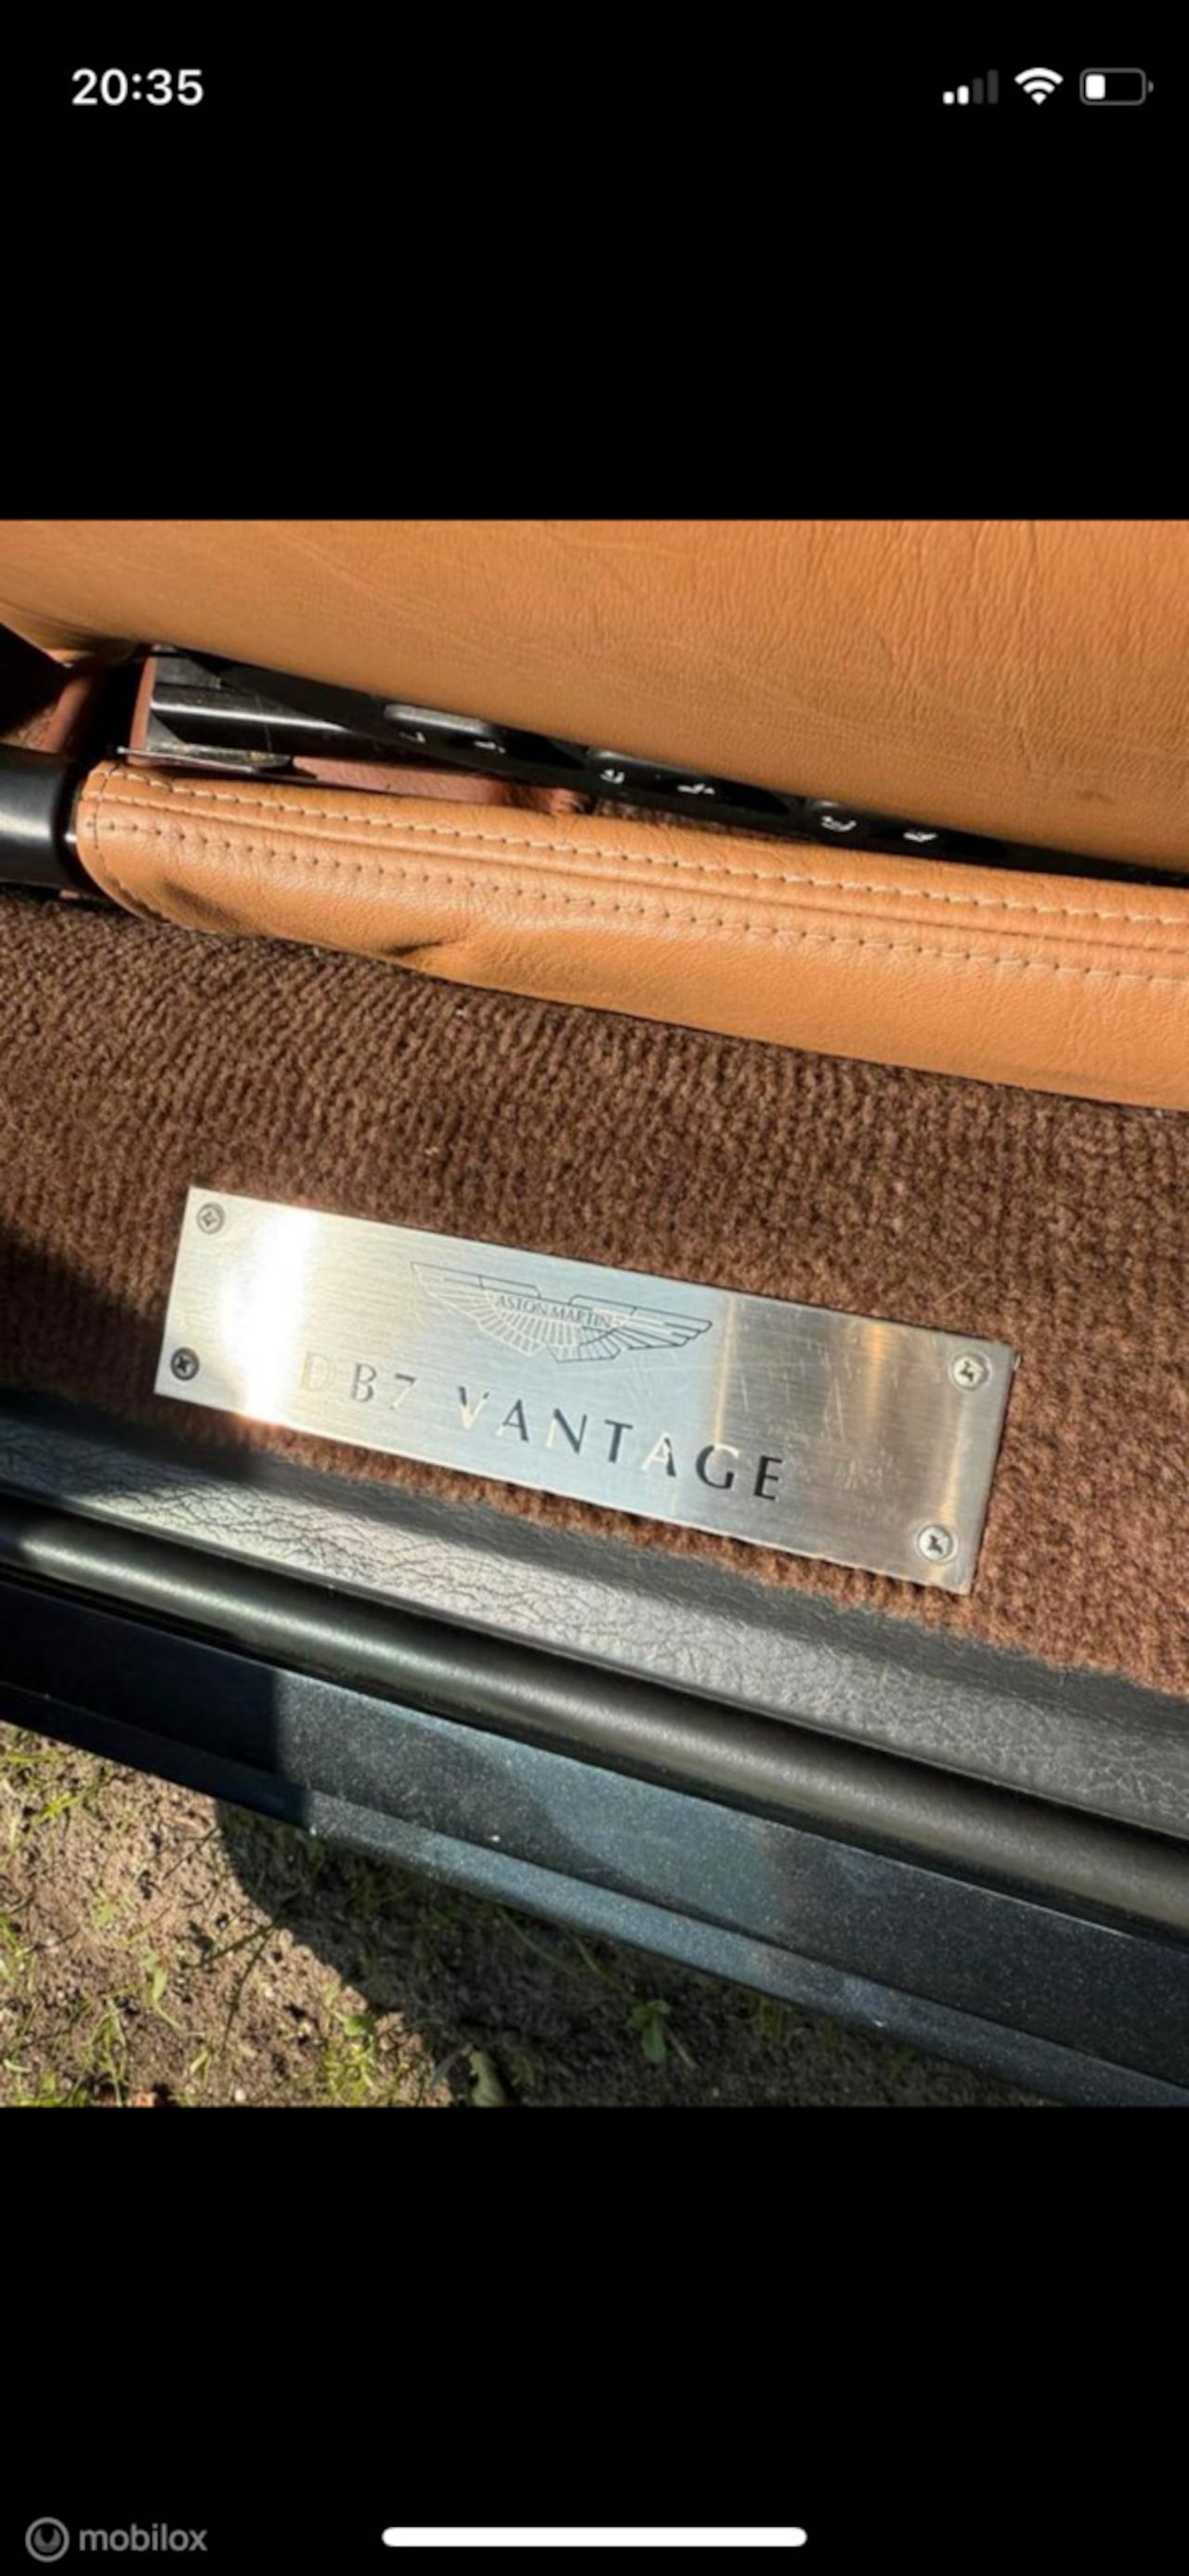 20:35
ASTON MARTIN
DB7 VANTAGE
mobilox